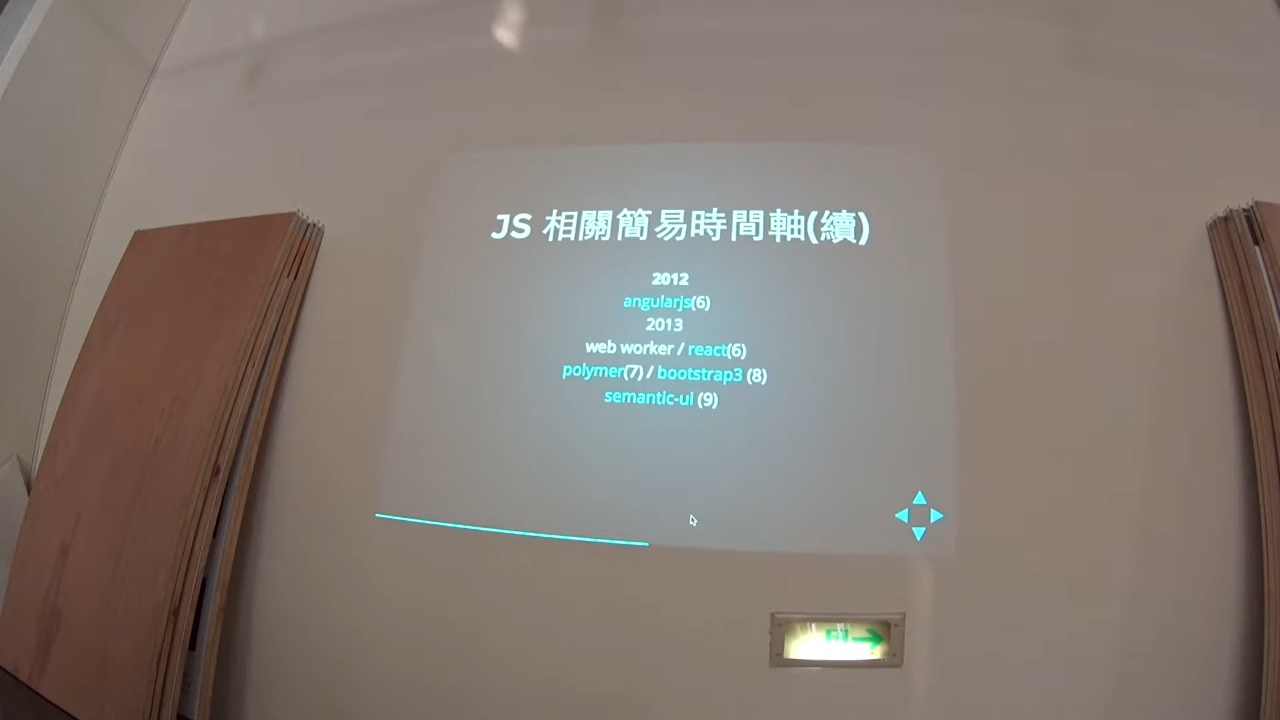 JS 相關簡易時間軸(續)
2012
angularjs(6)
2013
web worker / react(6)
polymer(7) / bootstrap3 (8)
semantic-ui (9)